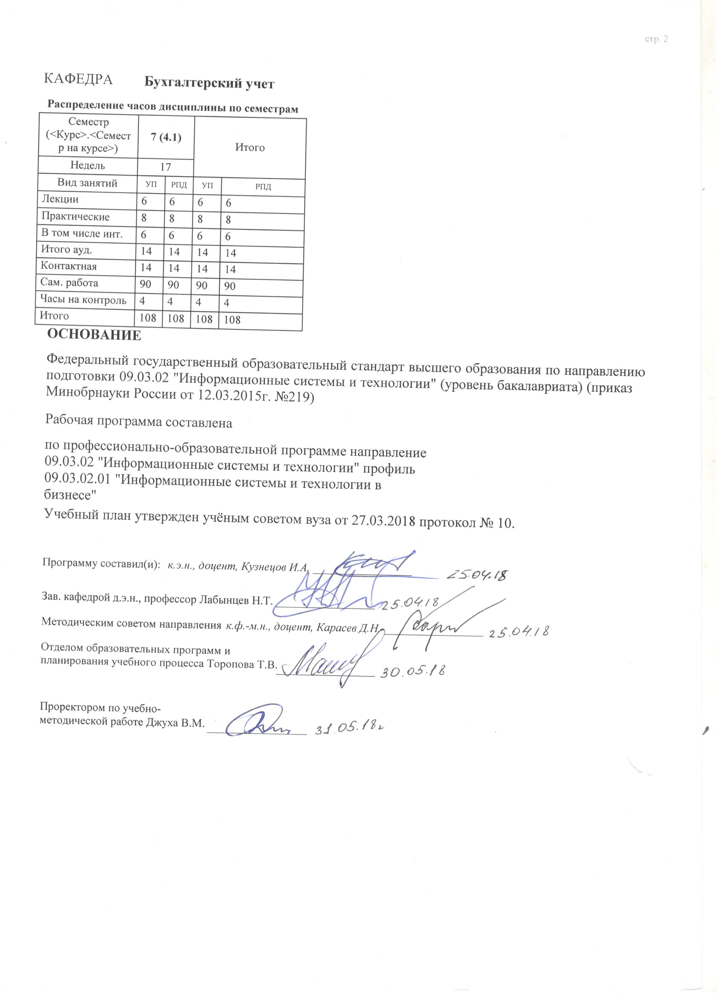 стр. 2
КАФЕДРА Бухгалтерский учет
Распределение часов дисциплины по семестрам
Семестр
(<Курс>.<Семест
р на курсе>) 7 (4.1) Итого
Недель 17
Вид занятий УП РПД УП РПД
Лекции 6 6 6 6
Практические 8 8 8 8
В том числе инт. 6 6 6 6
Итого ауд. 14 14 14 14
Контактная 14 14 14 14
Сам. работа 90 90 90 90
Часы на контроль 4 4 4 4
Итого 108 108 108 108
ОСНОВАНИЕ
Федеральный государственный образовательный стандарт высшего образования по направлению
подготовки 09.03.02 "Информационные системы и технологии" (уровень бакалавриата) (приказ
Минобрнауки России от 12.03.2015г. №219)
Рабочая программа составлена
по профессионально-образовательной программе направление
09.03.02 "Информационные системы и технологии" профиль
09.03.02.01 "Информационные системы и технологии в
бизнесе"
Учебный план утвержден учёным советом вуза от 27.03.2018 протокол № 10.
Программу составил(и): к.э.н., доцент, Кузнецов И.А. 25.04.18
Зав. кафедрой д.э.н., профессор Лабынцев Н.Т. 25.04.18
Методическим советом направления к.ф.-м.н., доцент, Карасев Д.Н. 25.04.18
Отделом образовательных программ и
планирования учебного процесса Торопова Т.В. 30.05.18
Проректором по учебно-
методической работе Джуха В.М. 31.05.18г